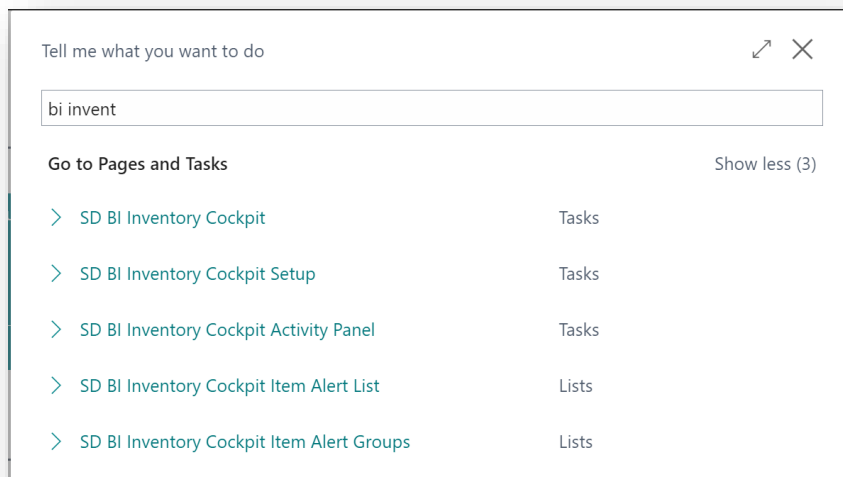 Tell me what you want to do
bi invent
Go to Pages and Tasks Show less (3)
SD BI Inventory Cockpit Tasks
SD BI Inventory Cockpit Setup Tasks
SD BI Inventory Cockpit Activity Panel Tasks
SD BI Inventory Cockpit Item Alert List Lists
SD BI Inventory Cockpit Item Alert Groups Lists